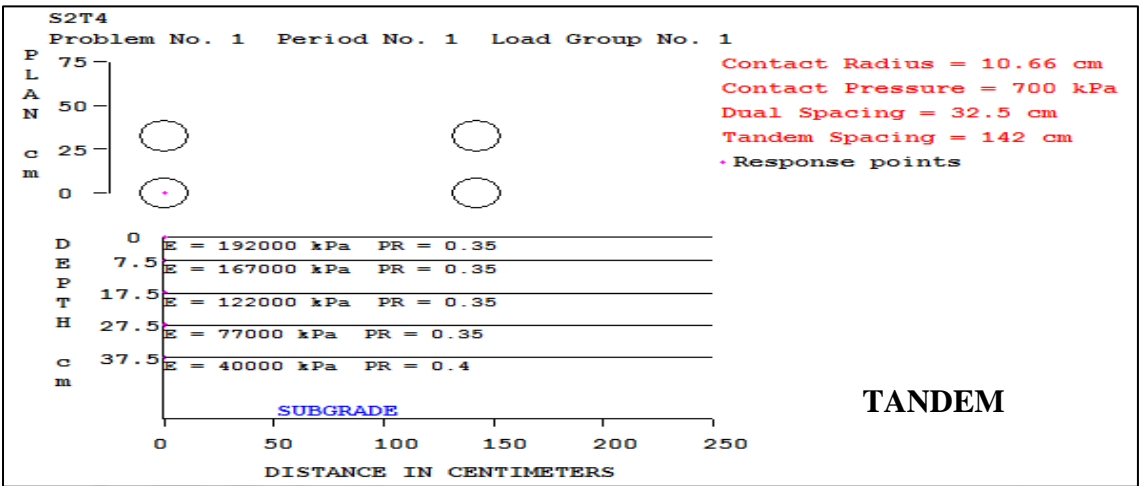 S2T4
Problem No. 1 Period No. 1 Load Group No. 1
PLAN cm
75
50
25
0
Contact Radius = 10.66 cm
Contact Pressure = 700 kPa
Dual Spacing = 32.5 cm
Tandem Spacing = 142 cm
Response points
DEPTH cm
0
E = 192000 kPa PR = 0.35
7.5
E = 167000 kPa PR = 0.35
17.5
E = 122000 kPa PR = 0.35
27.5
E = 77000 kPa PR = 0.35
37.5
E = 40000 kPa PR = 0.4
SUBGRADE
TANDEM
0 50 100 150 200 250
DISTANCE IN CENTIMETERS